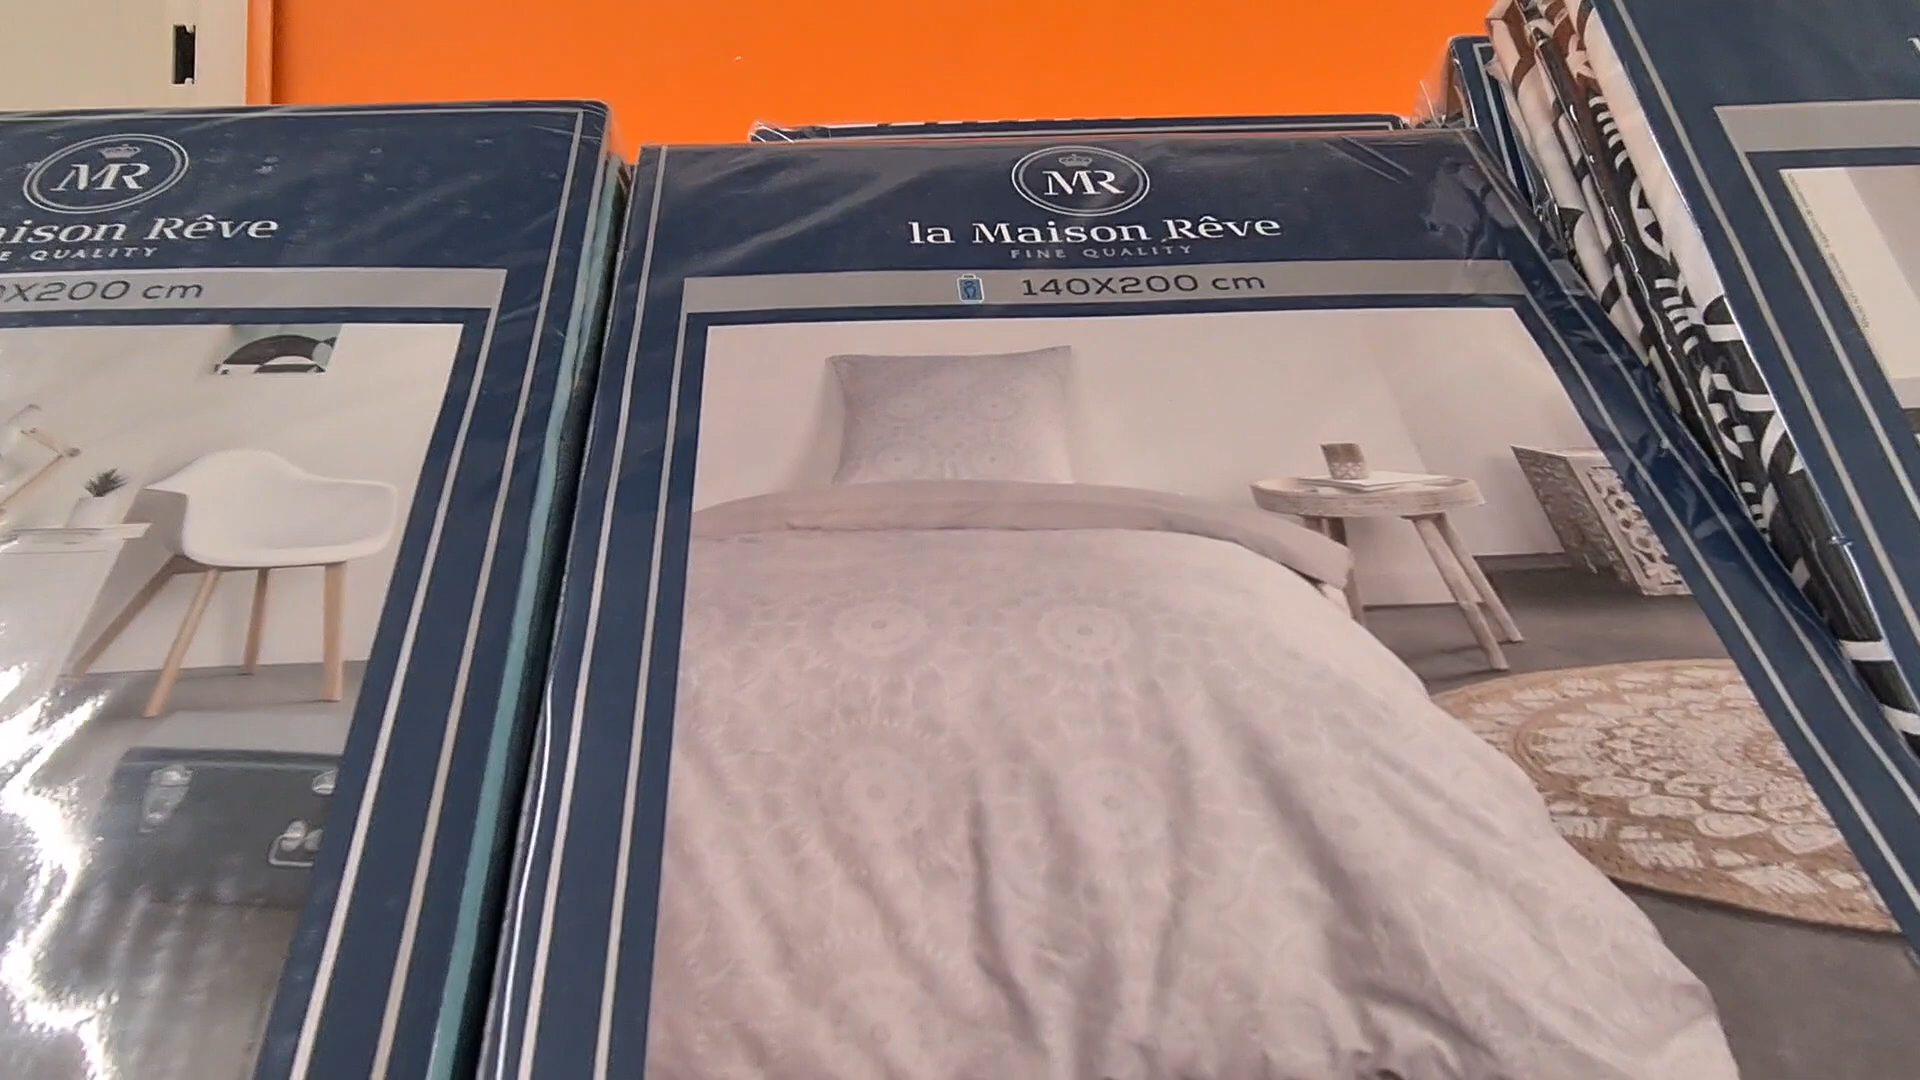 MR
aison Rêve
E QUALITY
X200 cm
MR
la Maison Rêve
FINE QUALITY
140X200 cm